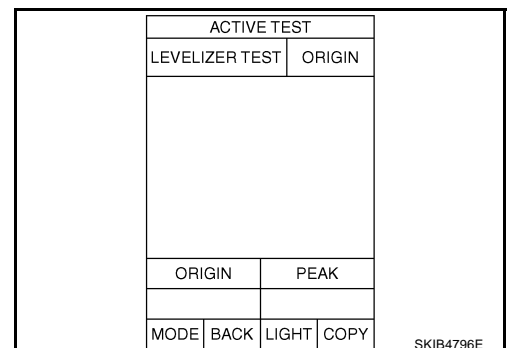 ACTIVE TEST
LEVELIZER TEST ORIGIN
ORIGIN PEAK
MODE BACK LIGHT COPY
SKIB4796E